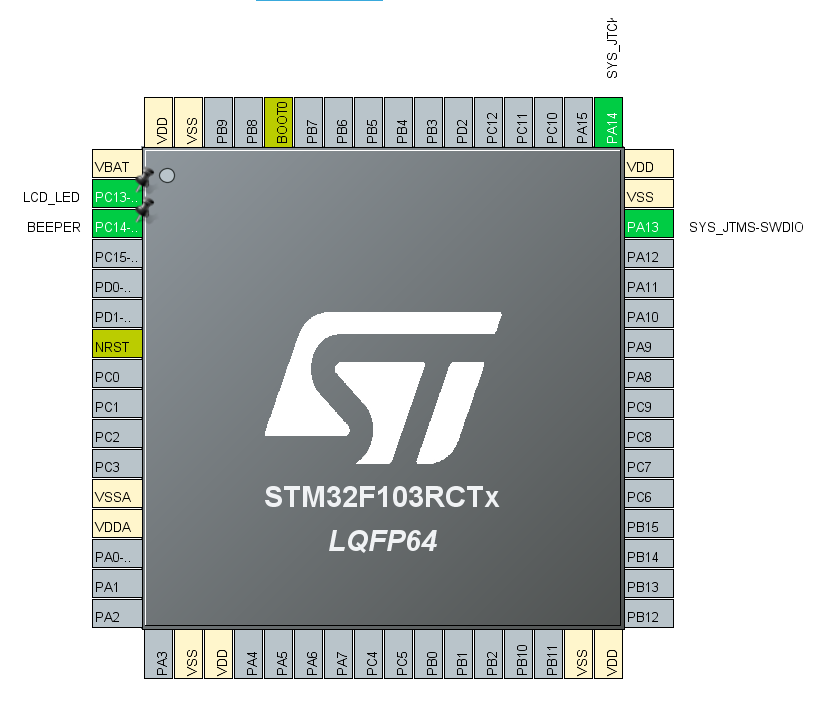 SYS_JTCK
VDD
VSS
PB9
PB8
BOOT0
PB7
PB6
PB5
PB4
PB3
PD2
PC12
PC11
PC10
PA15
PA14
VBAT
LCD_LED
PC13-..
BEEPER
PC14-..
PC15-..
PD0-..
PD1-..
NRST
PC0
PC1
PC2
PC3
VSSA
VDDA
PA0-..
PA1
PA2
STM32F103RCTx
LQFP64
VDD
VSS
PA13
SYS_JTMS-SWDIO
PA12
PA11
PA10
PA9
PA8
PC9
PC8
PC7
PC6
PB15
PB14
PB13
PB12
PA3
VSS
VDD
PA4
PA5
PA6
PA7
PC4
PC5
PB0
PB1
PB2
PB10
PB11
VSS
VDD